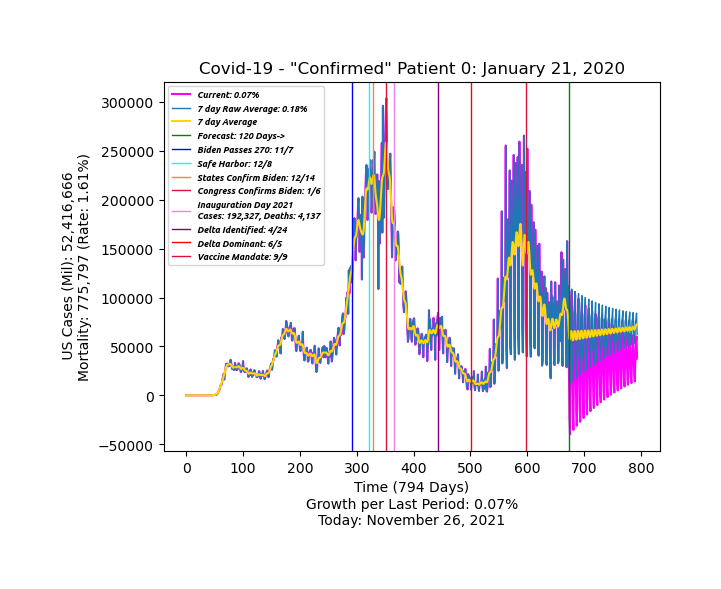 Covid-19 - "Confirmed" Patient 0: January 21, 2020
Current: 0.07%
7 day Raw Average: 0.18%
7 day Average
Forecast: 120 Days->
Biden Passes 270: 11/7
Safe Harbor: 12/8
States Confirm Biden: 12/14
Congress Confirms Biden: 1/6
Inauguration Day 2021
Cases: 192,327, Deaths: 4,137
Delta Identified: 4/24
Delta Dominant: 6/5
Vaccine Mandate: 9/9
300000
250000
200000
150000
100000
50000
0
−50000
US Cases (Mil): 52,416,666
Mortality: 775,797 (Rate: 1.61%)
0 100 200 300 400 500 600 700 800
Time (794 Days)
Growth per Last Period: 0.07%
Today: November 26, 2021